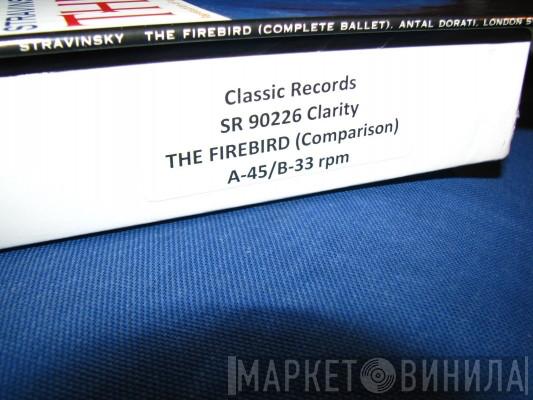 STRAVINSKY THE FIREBIRD (COMPLETE BALLET). ANTAL DORATI, LONDON S
Classic Records
SR 90226 Clarity
THE FIREBIRD (Comparison)
A-45/B-33 rpm
МАРКЕТ ВИНИЛА